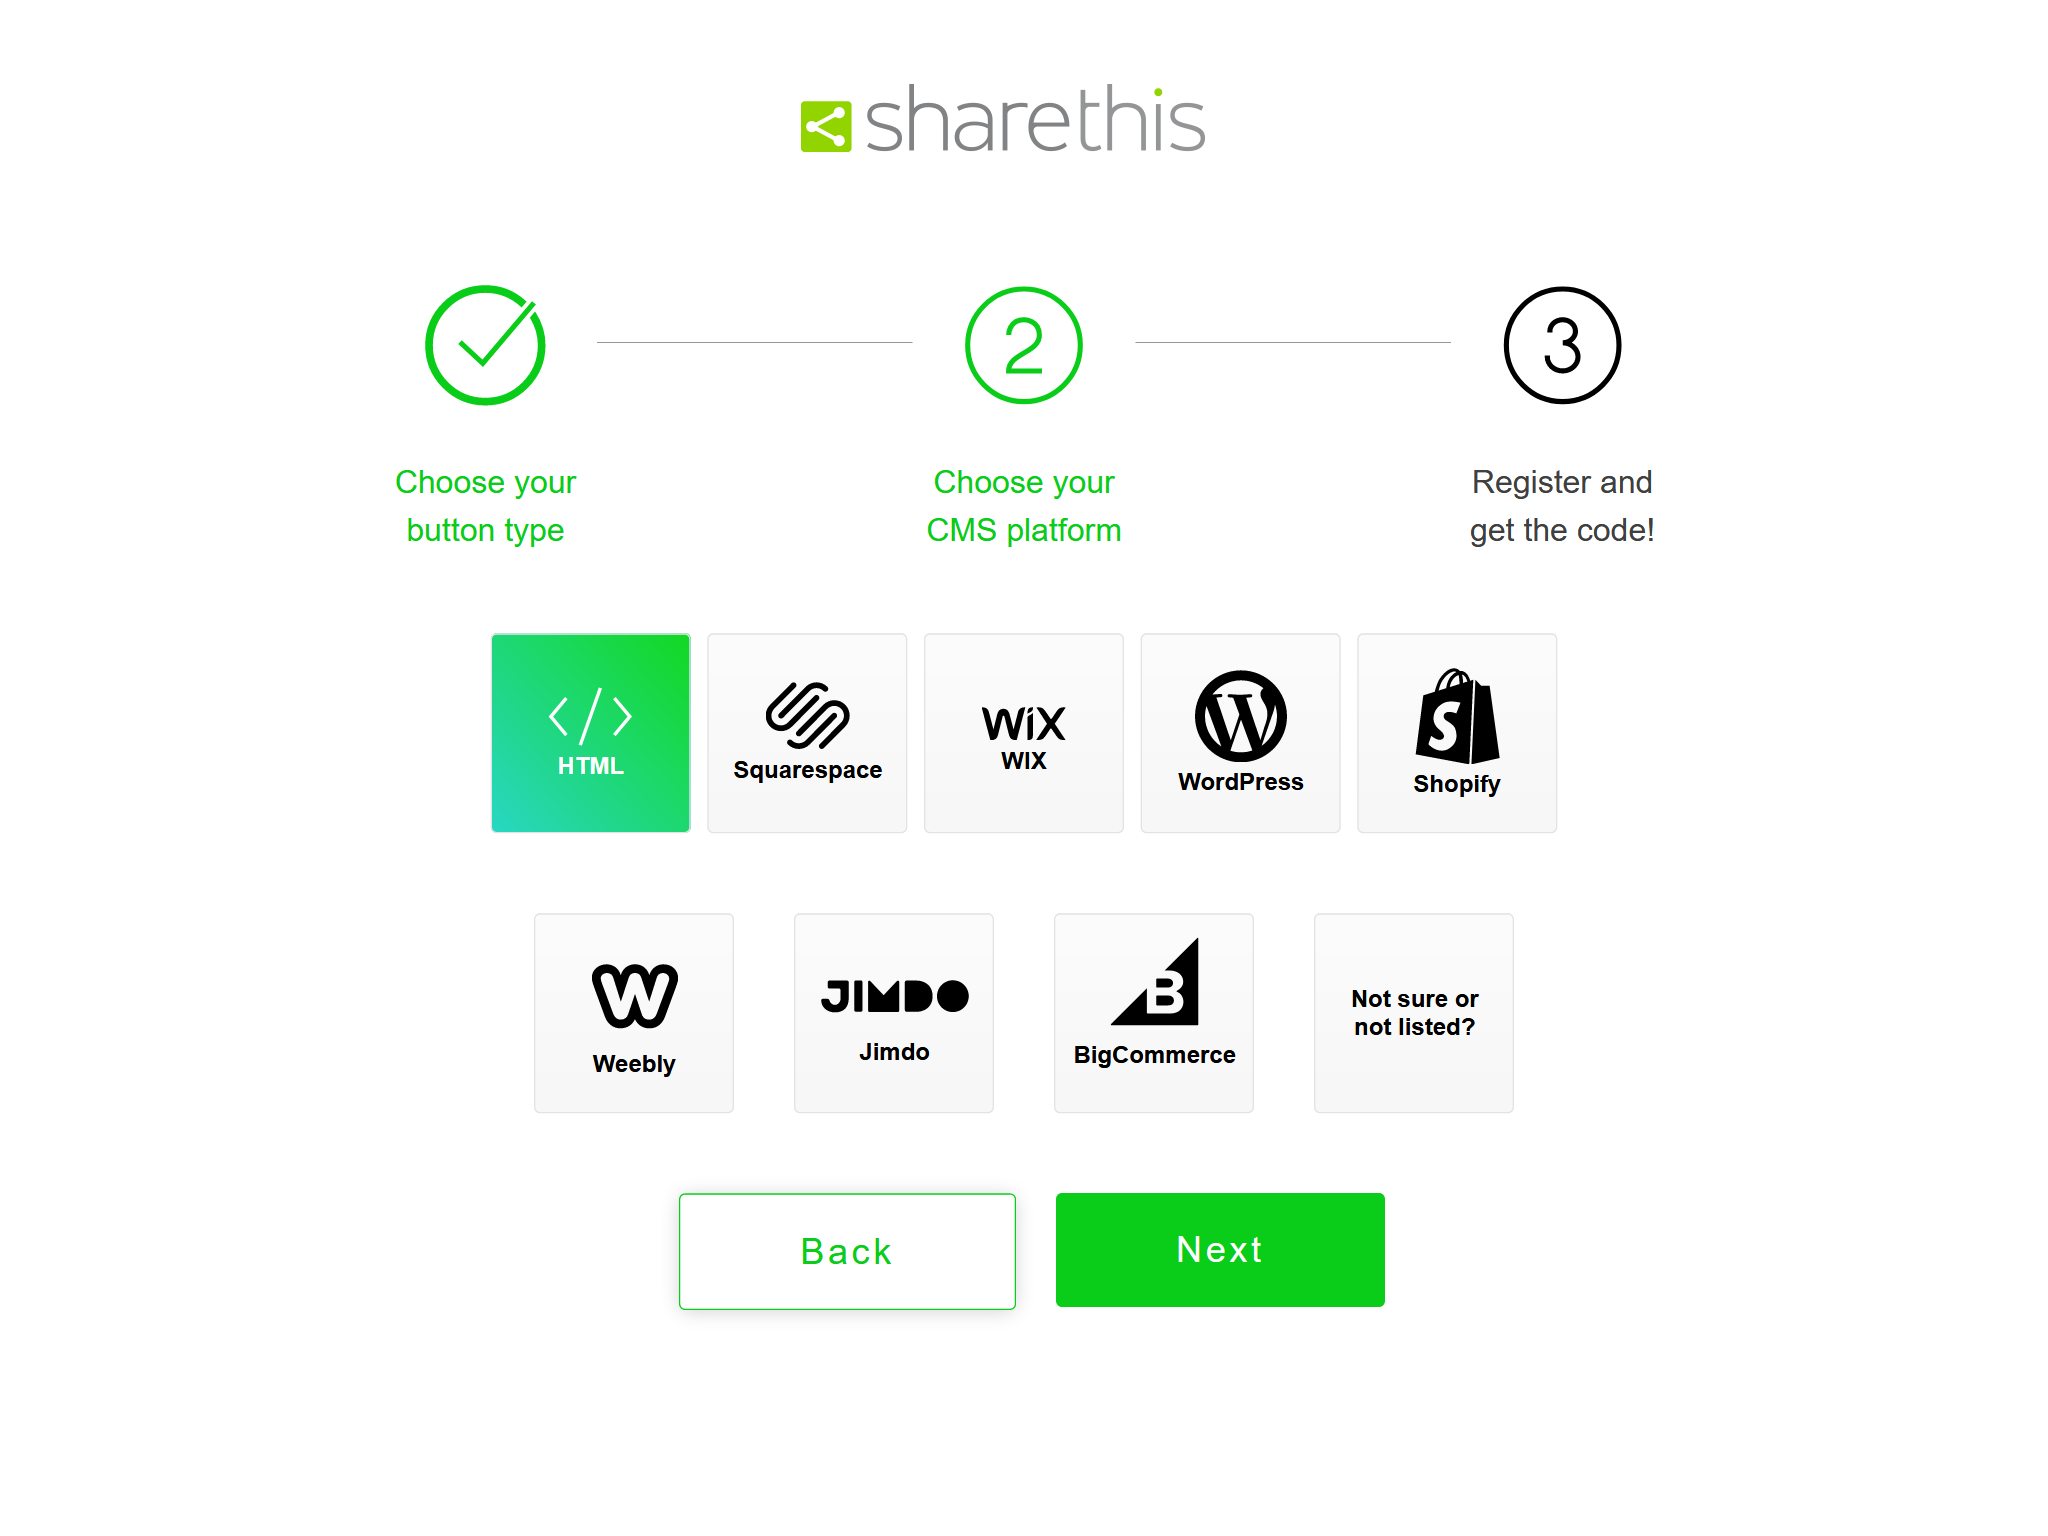 sharethis
2
3
Choose your
button type
Choose your
CMS platform
Register and
get the code!
</>
HTML
Squarespace
WIX
WIX
W
WordPress
S
Shopify
W
Weebly
JIMDO
Jimdo
B
BigCommerce
Not sure or
not listed?
Back
Next